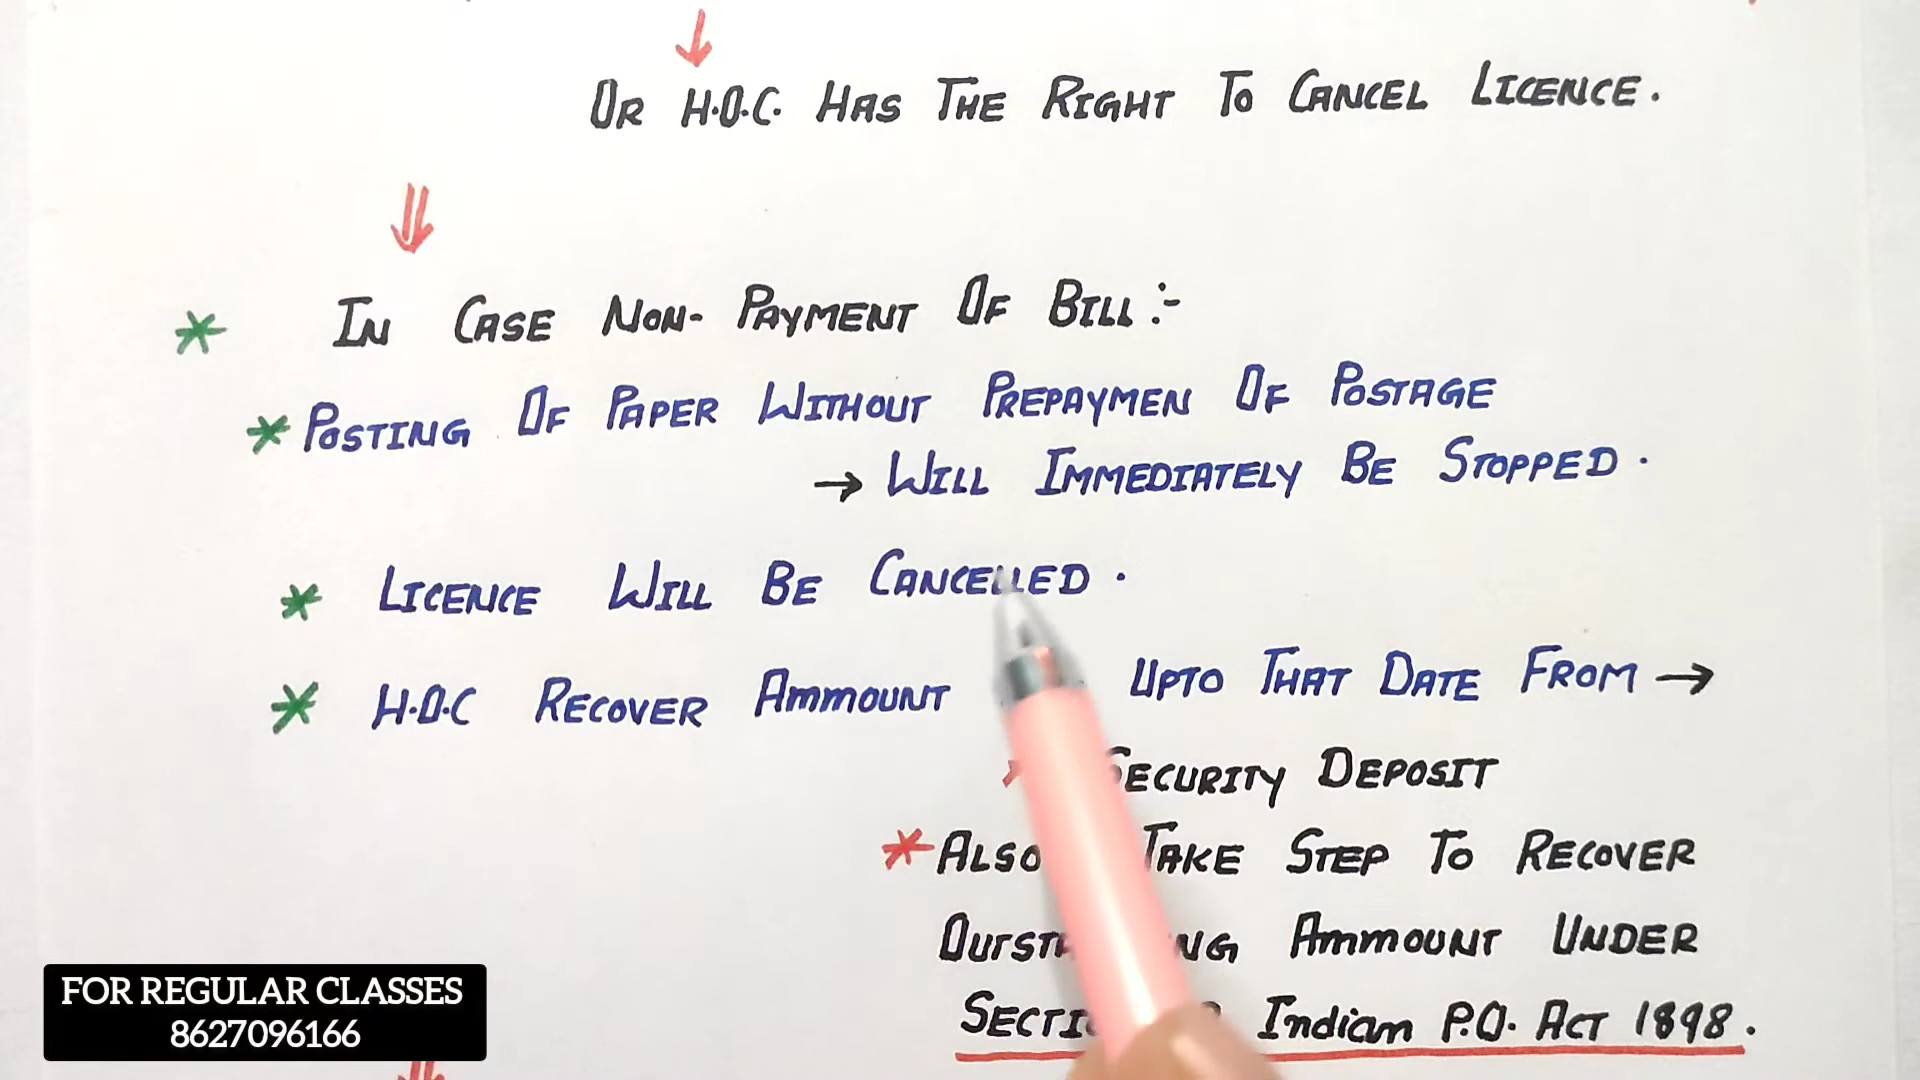 OR H.O.C. HAS THE RIGHT TO CANCEL LICENCE.
* IN CASE NON-PAYMENT OF BILL:-
* POSTING OF PAPER WITHOUT PREPAYMEN OF POSTAGE
→ WILL IMMEDIATELY BE STOPPED.
* LICENCE WILL BE CANCELLED.
* H.O.C RECOVER AMMOUNT UPTO THAT DATE FROM →
SECURITY DEPOSIT
* ALSO TAKE STEP TO RECOVER
AMMOUNT UNDER
Indian P.O. ACT 1898.
FOR REGULAR CLASSES
8627096166